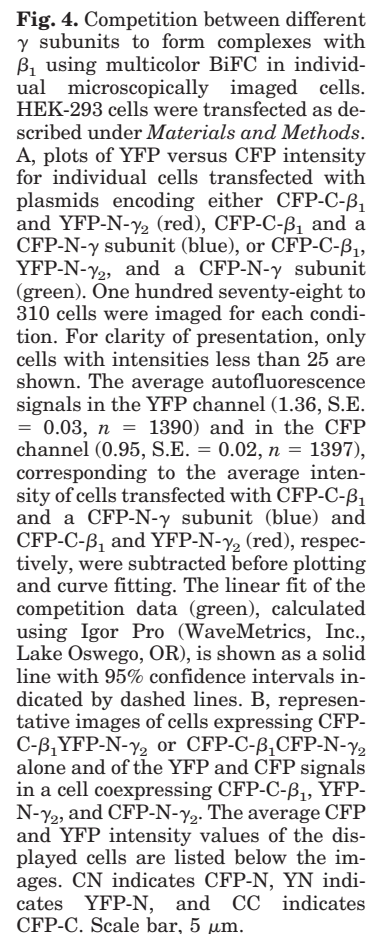 Fig. 4. Competition between different
γ subunits to form complexes with
β₁ using multicolor BiFC in individ-
ual microscopically imaged cells.
HEK-293 cells were transfected as de-
scribed under Materials and Methods.
A, plots of YFP versus CFP intensity
for individual cells transfected with
plasmids encoding either CFP-C-β₁
and YFP-N-γ₂ (red), CFP-C-β₁ and a
CFP-N-γ subunit (blue), or CFP-C-β₁,
YFP-N-γ₂, and a CFP-N-γ subunit
(green). One hundred seventy-eight to
310 cells were imaged for each condi-
tion. For clarity of presentation, only
cells with intensities less than 25 are
shown. The average autofluorescence
signals in the YFP channel (1.36, S.E.
= 0.03, n = 1390) and in the CFP
channel (0.95, S.E. = 0.02, n = 1397),
corresponding to the average inten-
sity of cells transfected with CFP-C-β₁
and a CFP-N-γ subunit (blue) and
CFP-C-β₁ and YFP-N-γ₂ (red), respec-
tively, were subtracted before plotting
and curve fitting. The linear fit of the
competition data (green), calculated
using Igor Pro (WaveMetrics, Inc.,
Lake Oswego, OR), is shown as a solid
line with 95% confidence intervals in-
dicated by dashed lines. B, represen-
tative images of cells expressing CFP-
C-β₁YFP-N-γ₂ or CFP-C-β₁CFP-N-γ₂
alone and of the YFP and CFP signals
in a cell coexpressing CFP-C-β₁, YFP-
N-γ₂, and CFP-N-γ₂. The average CFP
and YFP intensity values of the dis-
played cells are listed below the im-
ages. CN indicates CFP-N, YN indi-
cates YFP-N, and CC indicates
CFP-C. Scale bar, 5 μm.